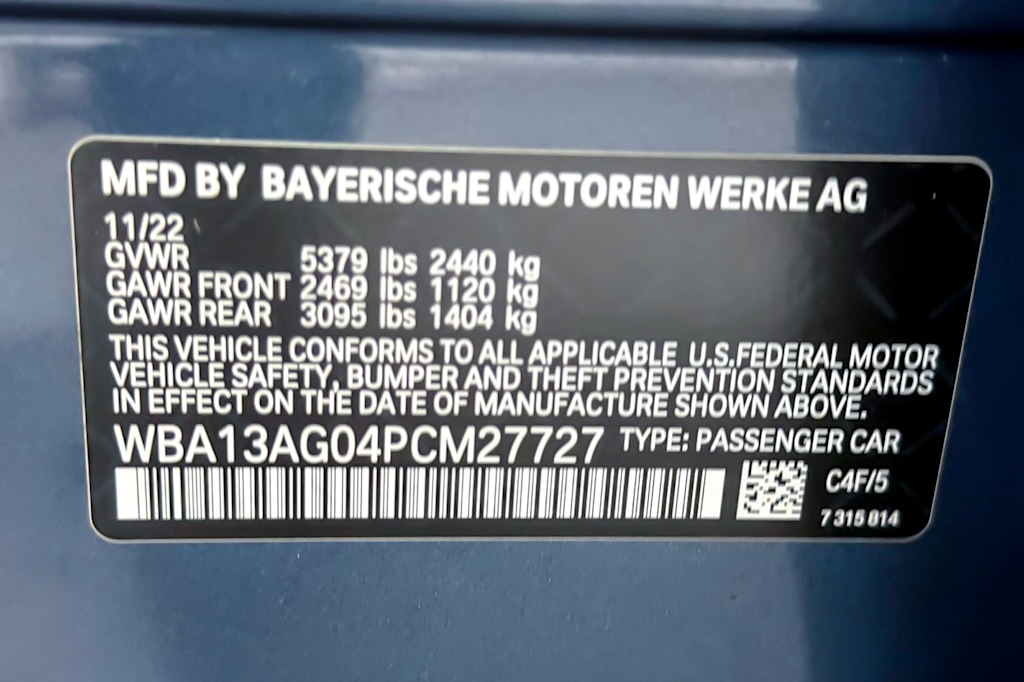 MFD BY BAYERISCHE MOTOREN WERKE AG
11/22
GVWR 5379 lbs 2440 kg
GAWR FRONT 2469 lbs 1120 kg
GAWR REAR 3095 lbs 1404 kg
THIS VEHICLE CONFORMS TO ALL APPLICABLE U.S.FEDERAL MOTOR
VEHICLE SAFETY, BUMPER AND THEFT PREVENTION STANDARDS
IN EFFECT ON THE DATE OF MANUFACTURE SHOWN ABOVE.
WBA13AG04PCM27727 TYPE: PASSENGER CAR
C4F/5
7 315 814